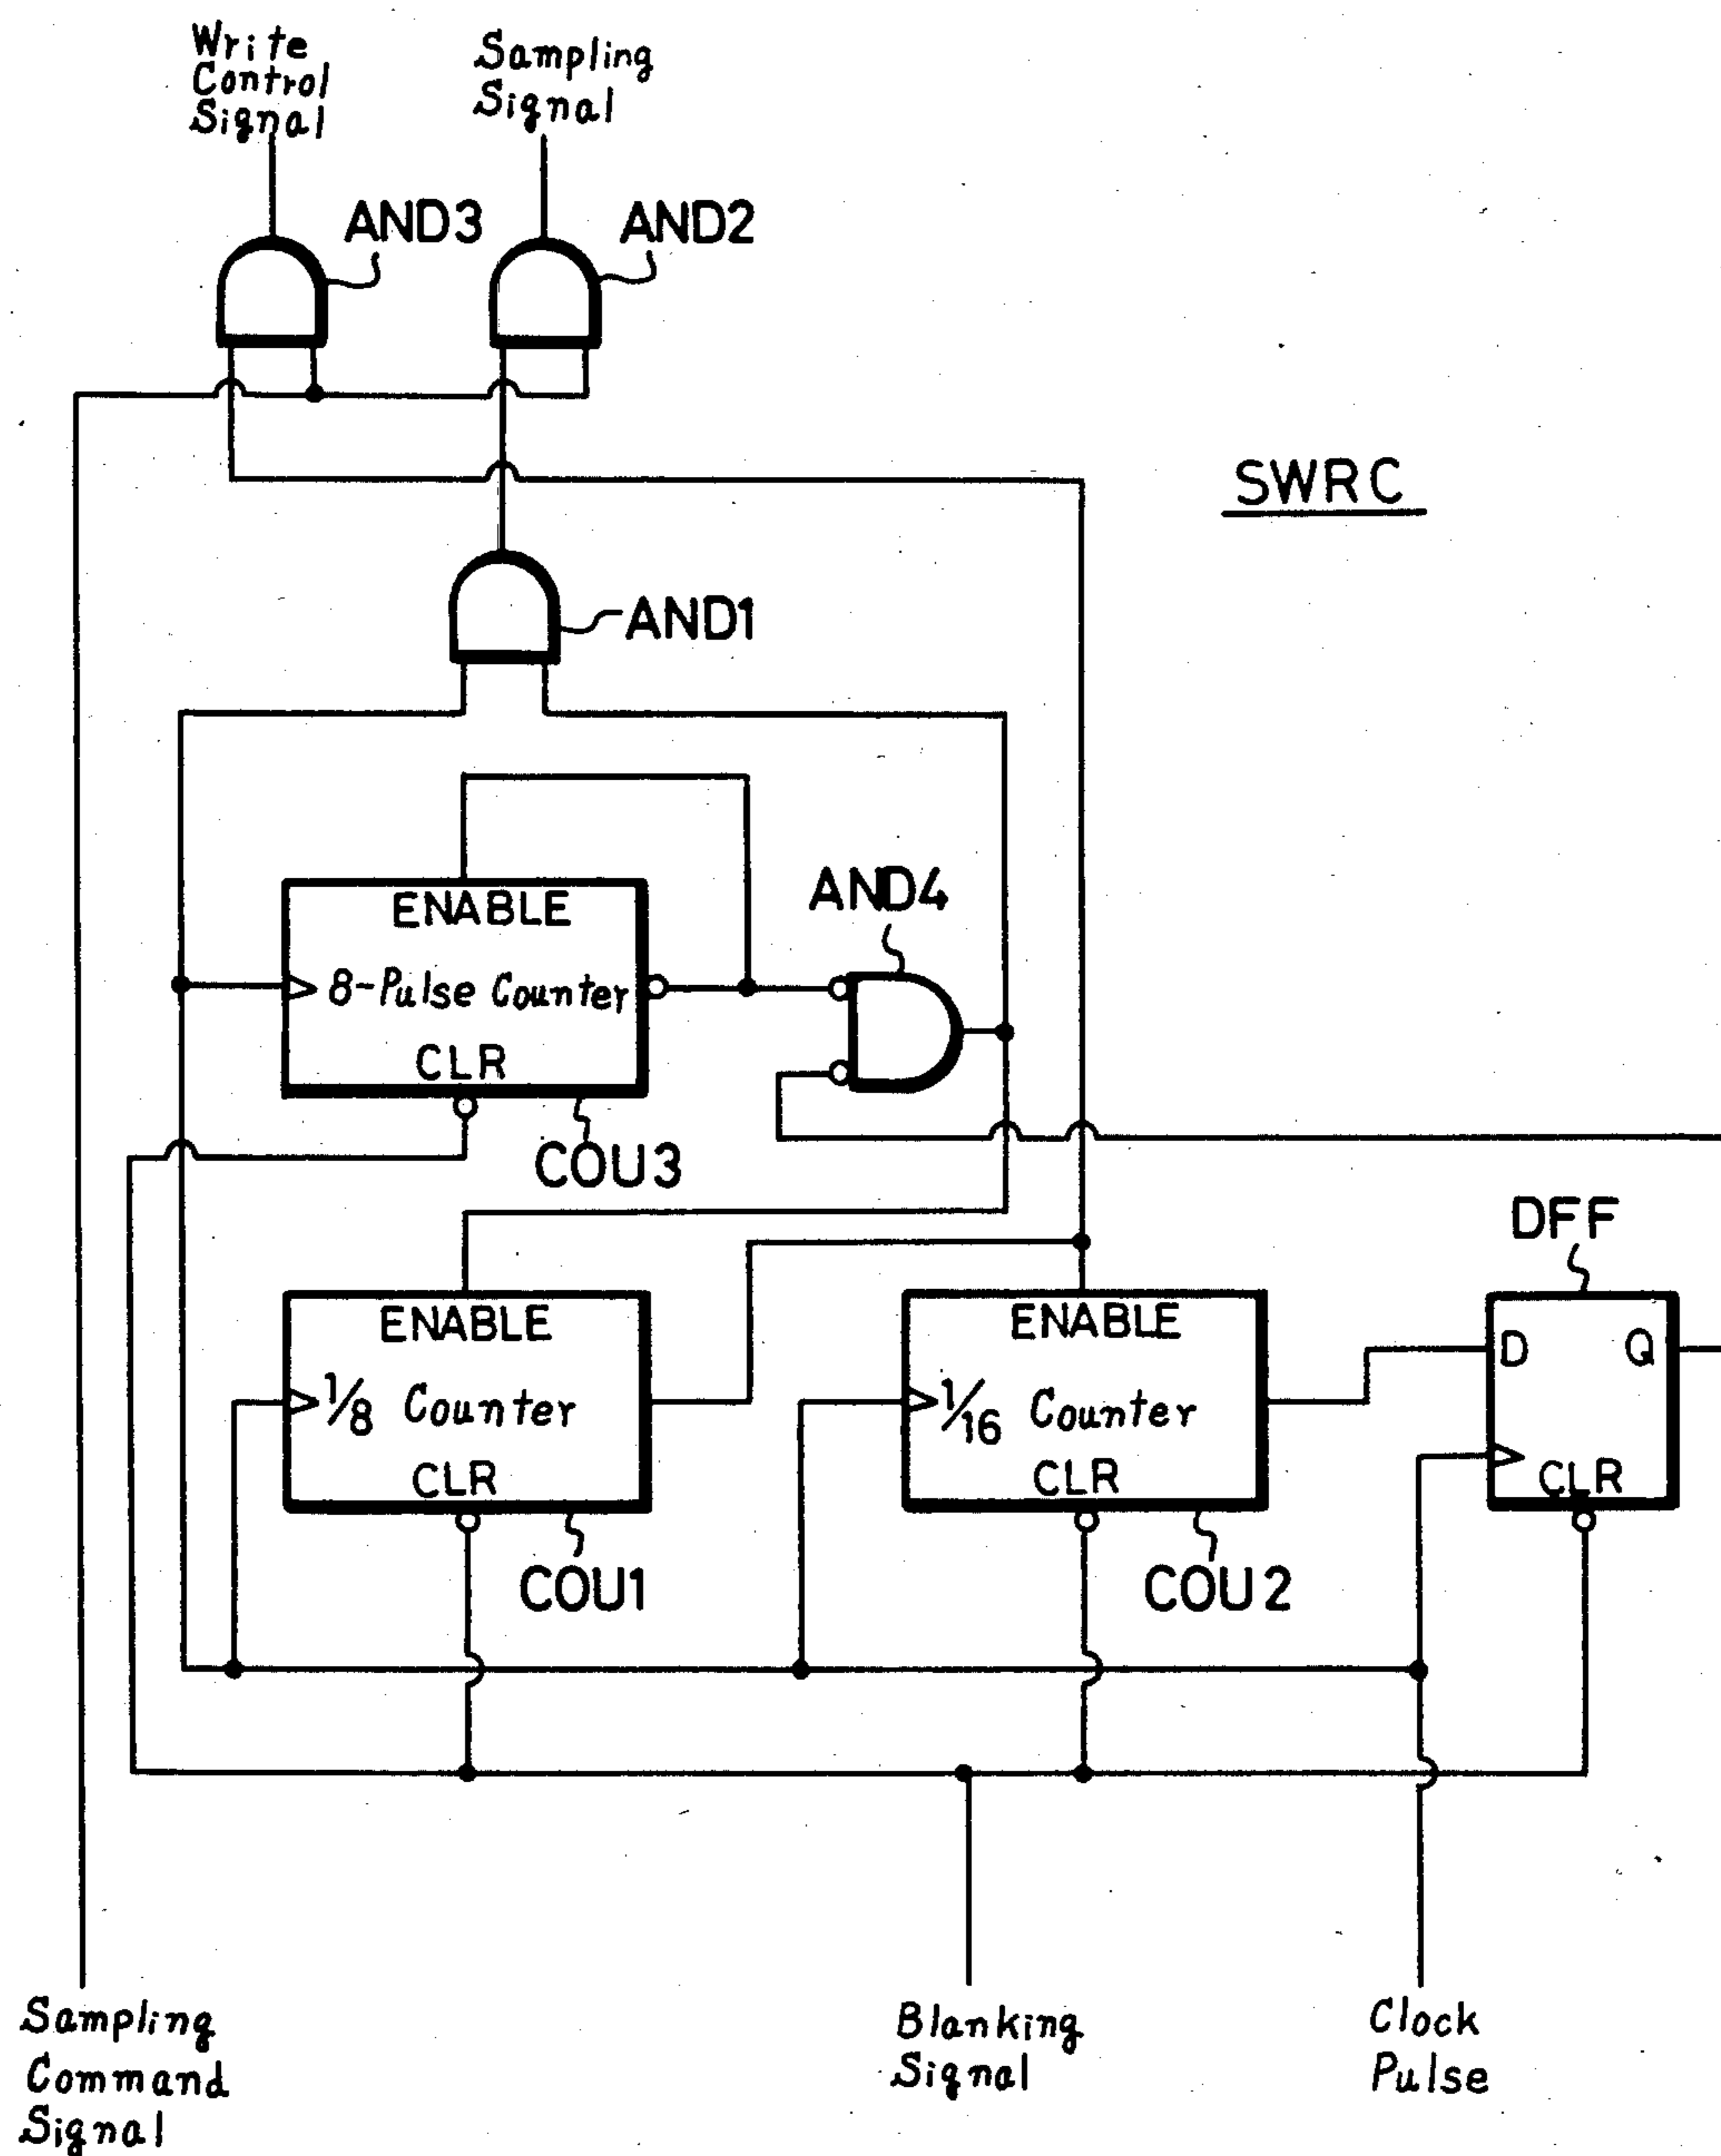 Write
Control
Signal
Sampling
Signal
AND3
AND2
SWRC
AND1
AND4
ENABLE
8-Pulse Counter
CLR
COU3
DFF
ENABLE
1/8 Counter
CLR
COU1
ENABLE
1/16 Counter
CLR
COU2
D Q
CLR
Sampling
Command
Signal
Blanking
Signal
Clock
Pulse